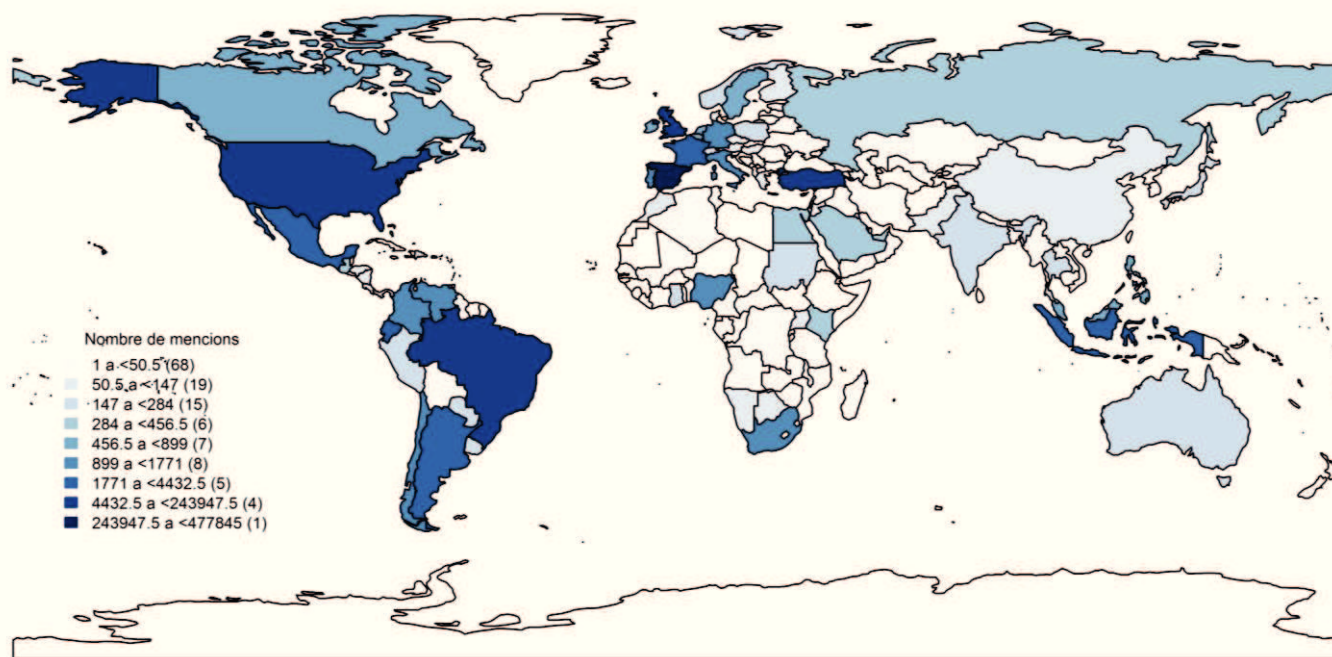 Nombre de mencions
1 a <50.5 (68)
50.5 a <147 (19)
147 a <284 (15)
284 a <456.5 (6)
456.5 a <899 (7)
899 a <1771 (8)
1771 a <4432.5 (5)
4432.5 a <243947.5 (4)
243947.5 a <477845 (1)